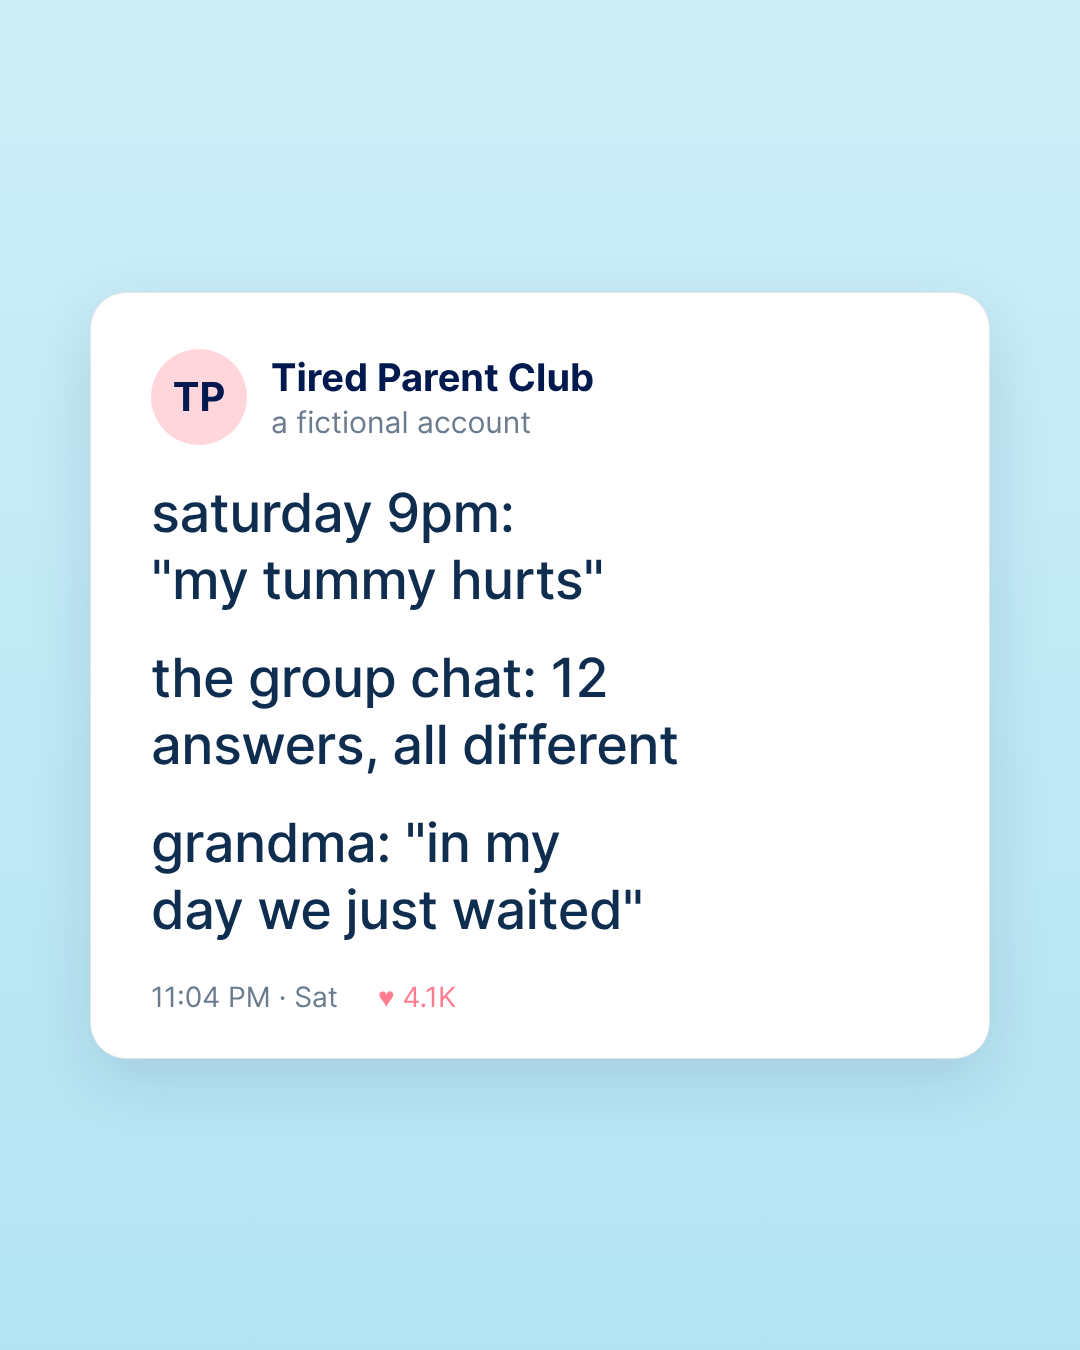 TP
Tired Parent Club
a fictional account
saturday 9pm:
"my tummy hurts"
the group chat: 12
answers, all different
grandma: "in my
day we just waited"
11:04 PM · Sat ♥ 4.1K